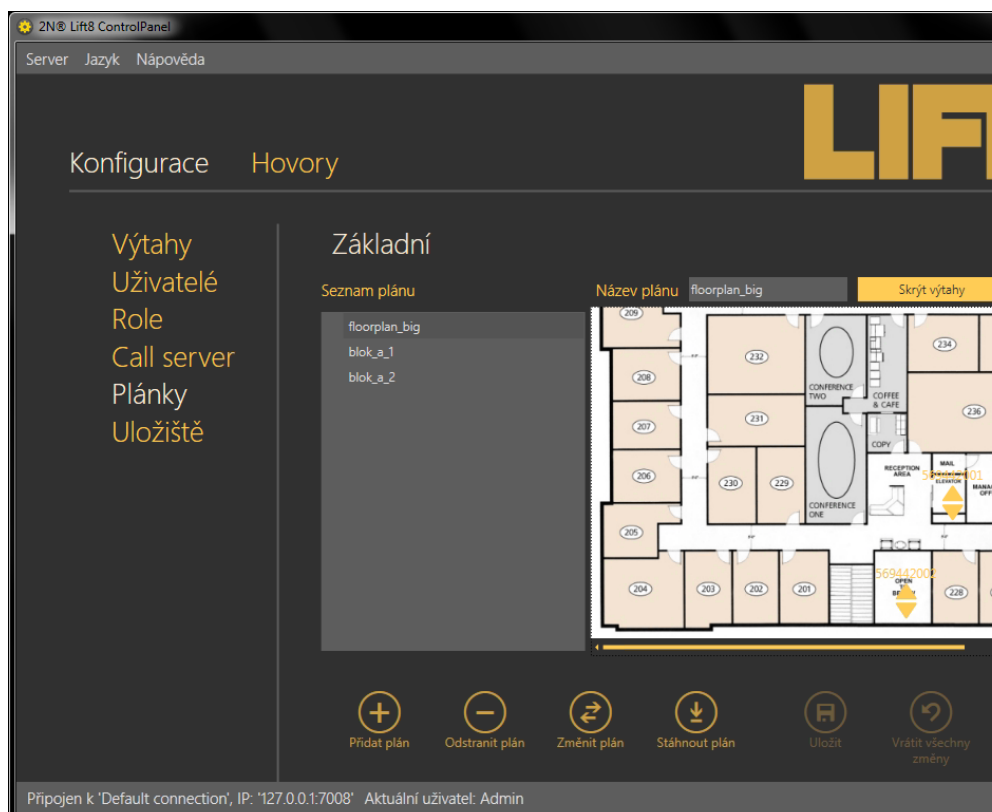 2N® Lift8 ControlPanel
Server Jazyk Nápověda
LIF
Konfigurace Hovory
Výtahy
Uživatelé
Role
Call server
Plánky
Uložiště
Základní
Seznam plánu
floorplan_big
blok_a_1
blok_a_2
Název plánu floorplan_big Skrýt výtahy
209
208
207
206
205
204
203
202
201
232
231
230
229
CONFERENCE
TWO
CONFERENCE
ONE
COFFEE
& CAFE
COPY
234
236
RECEPTION
AREA
MAIL
569442001
ELEVATOR
MANA
OFF
569442002
OPEN
228
Přidat plán
Odstranit plán
Změnit plán
Stáhnout plán
Uložit
Vrátit všechny
změny
Připojen k 'Default connection', IP: '127.0.0.1:7008' Aktuální uživatel: Admin